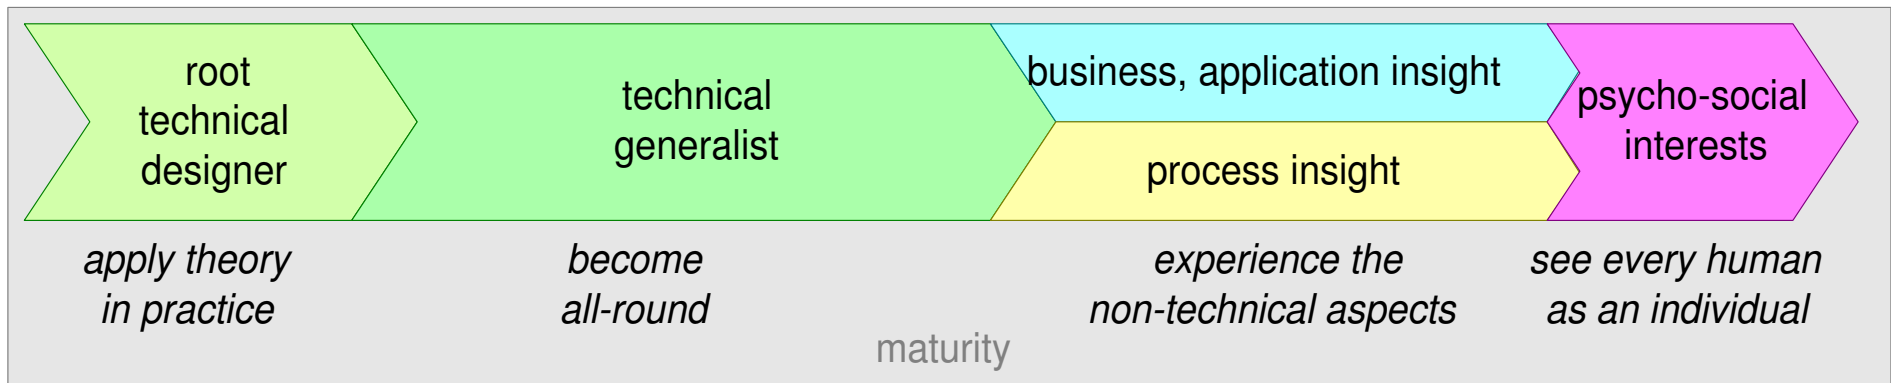 root
technical
designer
technical
generalist
business, application insight
process insight
psycho-social
interests
apply theory
in practice
become
all-round
experience the
non-technical aspects
see every human
as an individual
maturity